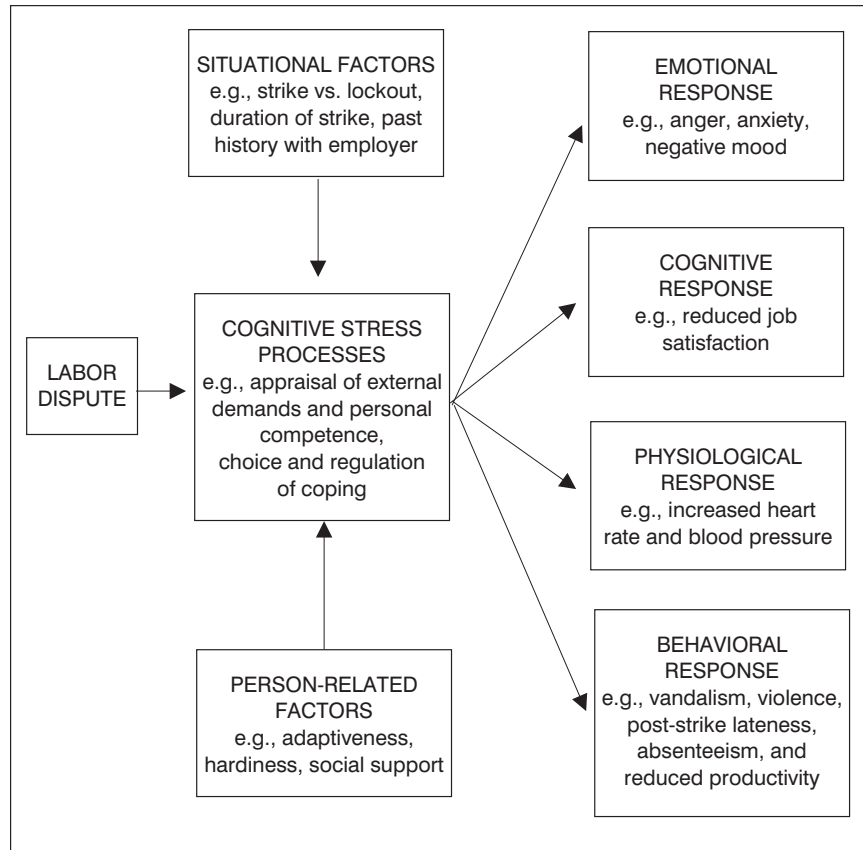 SITUATIONAL FACTORS
e.g., strike vs. lockout,
duration of strike, past
history with employer
EMOTIONAL
RESPONSE
e.g., anger, anxiety,
negative mood
COGNITIVE
RESPONSE
e.g., reduced job
satisfaction
LABOR
DISPUTE
COGNITIVE STRESS
PROCESSES
e.g., appraisal of external
demands and personal
competence,
choice and regulation
of coping
PHYSIOLOGICAL
RESPONSE
e.g., increased heart
rate and blood pressure
PERSON-RELATED
FACTORS
e.g., adaptiveness,
hardiness, social support
BEHAVIORAL
RESPONSE
e.g., vandalism, violence,
post-strike lateness,
absenteeism, and
reduced productivity